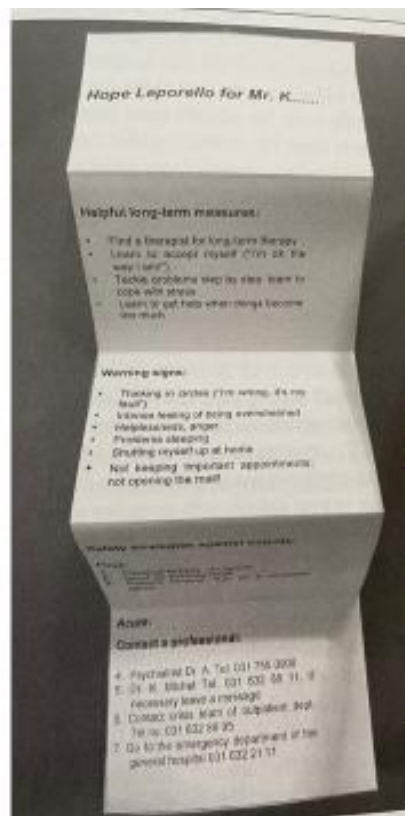 Hope Leporello for Mr. K......
Helpful long-term measures:
• Find a therapist for long-term therapy
• Learn to accept myself ("I'm ok the
way I am")
• Tackle problems step by step, learn to
cope with stress
• Learn to get help when things become
too much
Warning signs:
• Thinking in circles ("I'm wrong, it's my
fault")
• Intense feeling of being overstrained
• Helplessness, anger
• Problems sleeping
• Shutting myself up at home
• Not keeping important appointments,
not opening the mail!
Safety strategies against suicide:
First:
Acute:
Contact a professional:
4. Psychiatrist Dr. A. Tel.
5. Dr. K. Michel Tel. 031 632 88 11, if
necessary leave a message
6. Contact crisis team of outpatient dept.
Tel no. 031 632 88
7. Go to the emergency department of the
general hospital 031 632 21 11